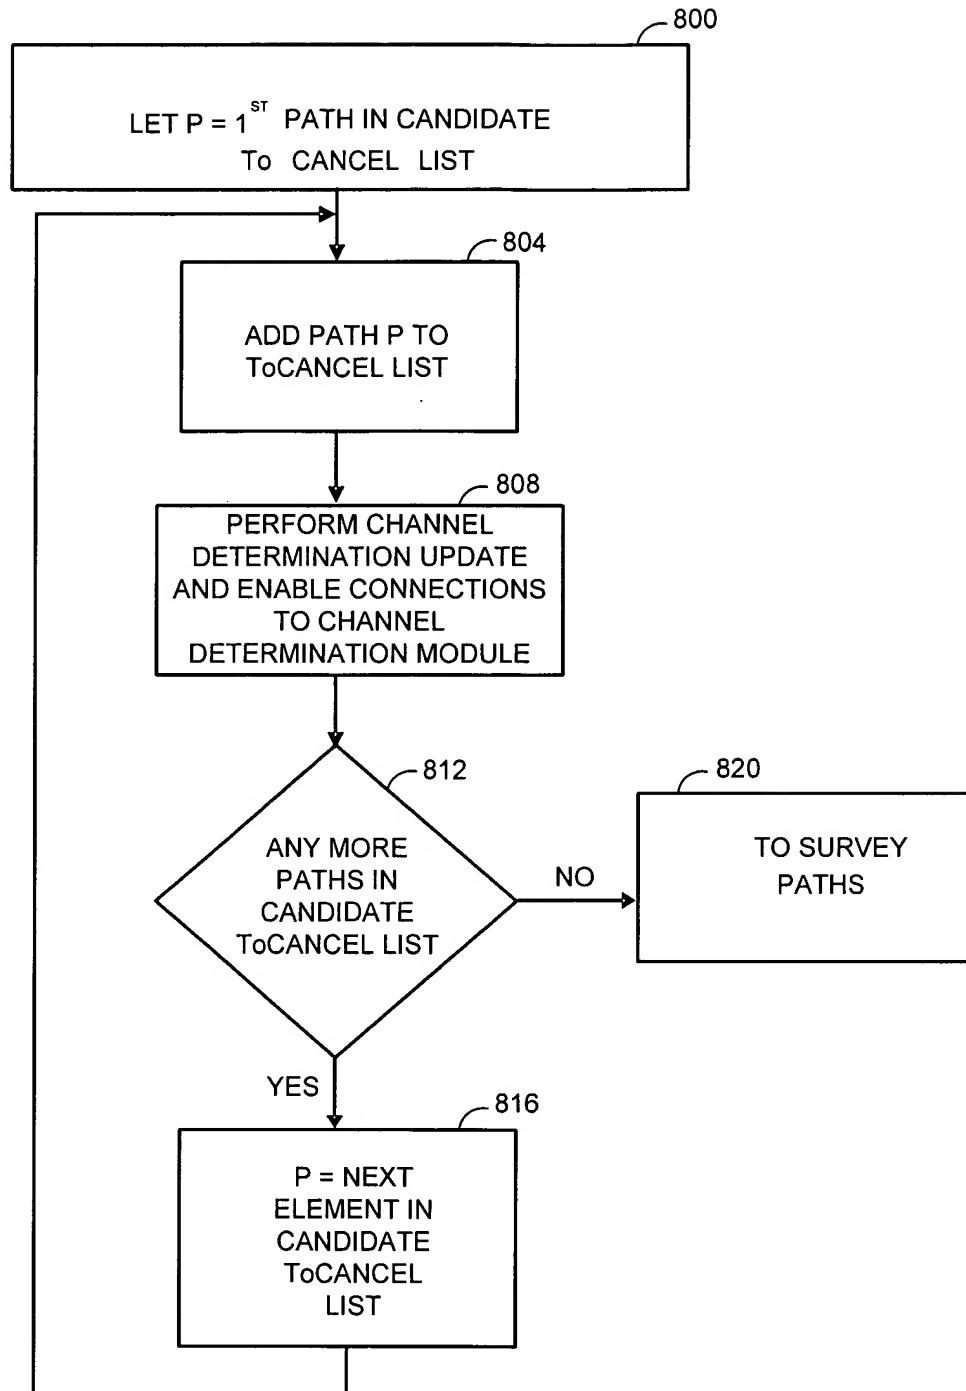 800
LET P = 1ST PATH IN CANDIDATE
To CANCEL LIST
804
ADD PATH P TO
ToCANCEL LIST
808
PERFORM CHANNEL
DETERMINATION UPDATE
AND ENABLE CONNECTIONS
TO CHANNEL
DETERMINATION MODULE
812
ANY MORE
PATHS IN
CANDIDATE
ToCANCEL LIST
NO
820
TO SURVEY
PATHS
YES
816
P = NEXT
ELEMENT IN
CANDIDATE
ToCANCEL
LIST